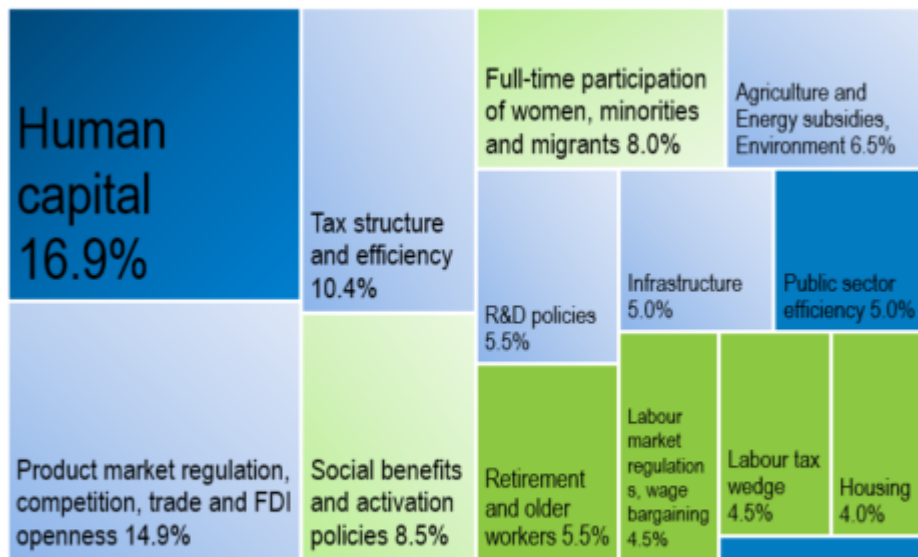 Human
capital
16.9%
Product market regulation,
competition, trade and FDI
openness 14.9%
Tax structure
and efficiency
10.4%
Social benefits
and activation
policies 8.5%
Full-time participation
of women, minorities
and migrants 8.0%
Agriculture and
Energy subsidies,
Environment 6.5%
R&D policies
5.5%
Infrastructure
5.0%
Public sector
efficiency 5.0%
Retirement
and older
workers 5.5%
Labour
market
regulation
s, wage
bargaining
4.5%
Labour tax
wedge
4.5%
Housing
4.0%